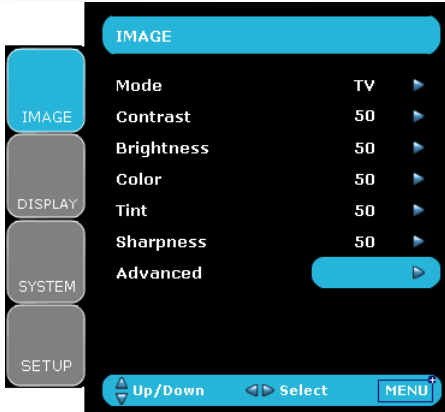 IMAGE
IMAGE
DISPLAY
SYSTEM
SETUP
Mode TV
Contrast 50
Brightness 50
Color 50
Tint 50
Sharpness 50
Advanced
Up/Down Select MENU